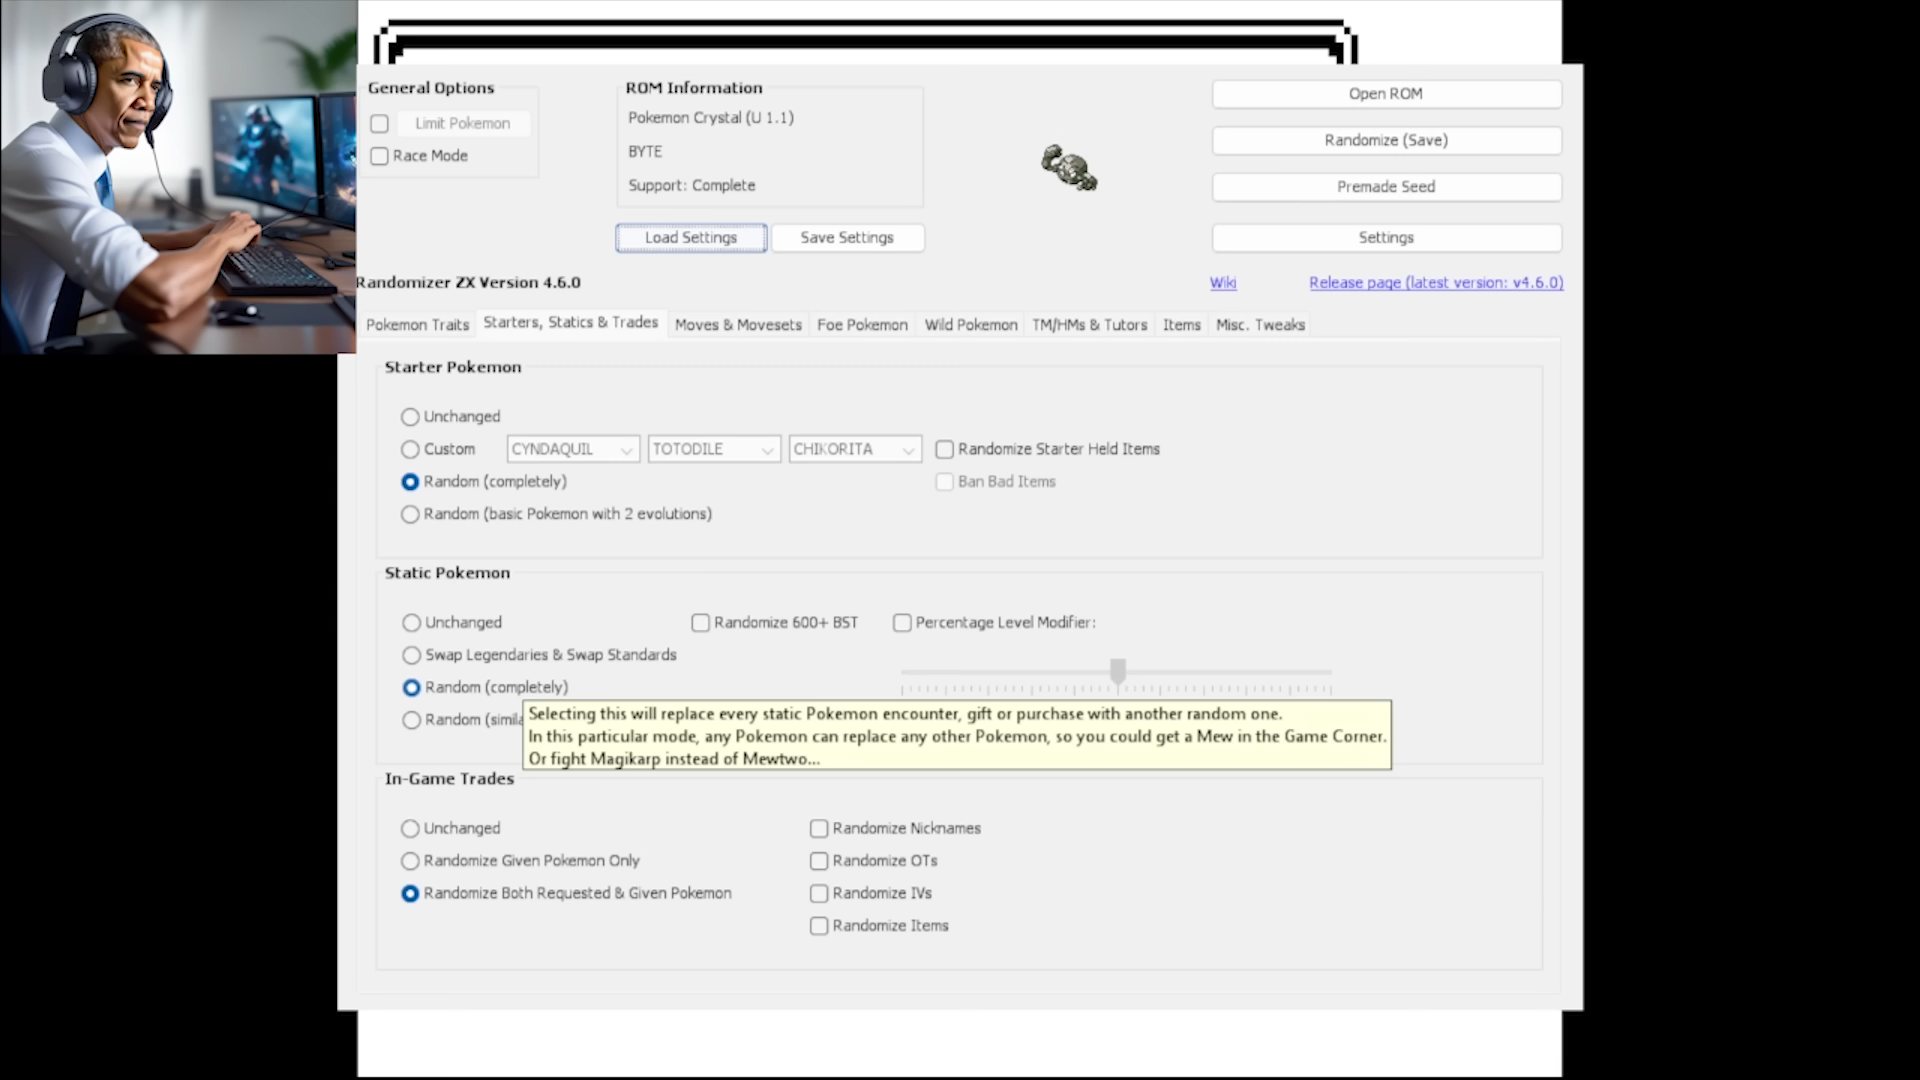 General Options
Limit Pokemon
Race Mode
ROM Information
Pokemon Crystal (U 1.1)
BYTE
Support: Complete
Load Settings
Save Settings
Open ROM
Randomize (Save)
Premade Seed
Settings
Randomizer ZX Version 4.6.0
Wiki
Release page (latest version: v4.6.0)
Pokemon Traits
Starters, Statics & Trades
Moves & Movesets
Foe Pokemon
Wild Pokemon
TM/HMs & Tutors
Items
Misc. Tweaks
Starter Pokemon
Unchanged
Custom
CYNDAQUIL
TOTODILE
CHIKORITA
Randomize Starter Held Items
Random (completely)
Ban Bad Items
Random (basic Pokemon with 2 evolutions)
Static Pokemon
Unchanged
Randomize 600+ BST
Percentage Level Modifier:
Swap Legendaries & Swap Standards
Random (completely)
Random (simila
Selecting this will replace every static Pokemon encounter, gift or purchase with another random one.
In this particular mode, any Pokemon can replace any other Pokemon, so you could get a Mew in the Game Corner.
Or fight Magikarp instead of Mewtwo...
In-Game Trades
Unchanged
Randomize Nicknames
Randomize Given Pokemon Only
Randomize OTs
Randomize Both Requested & Given Pokemon
Randomize IVs
Randomize Items